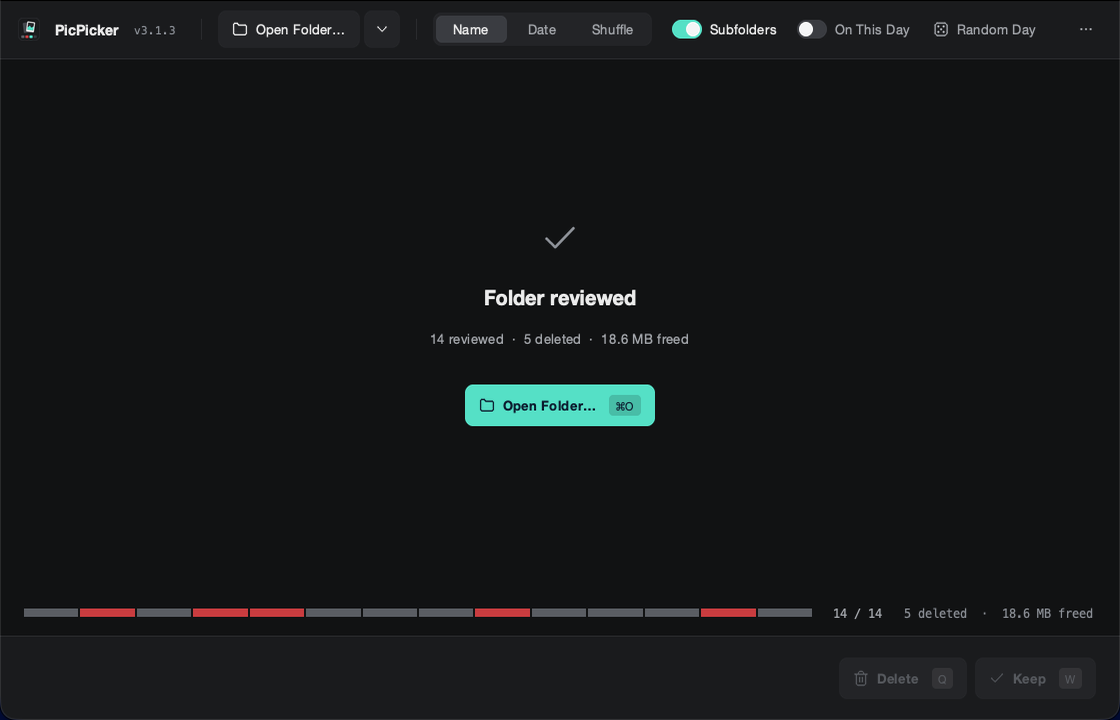 PicPicker v3.1.3 Open Folder... Name Date Shuffle Subfolders On This Day Random Day ···
Folder reviewed
14 reviewed · 5 deleted · 18.6 MB freed
Open Folder... ⌘O
14 / 14 5 deleted · 18.6 MB freed
Delete Q Keep W